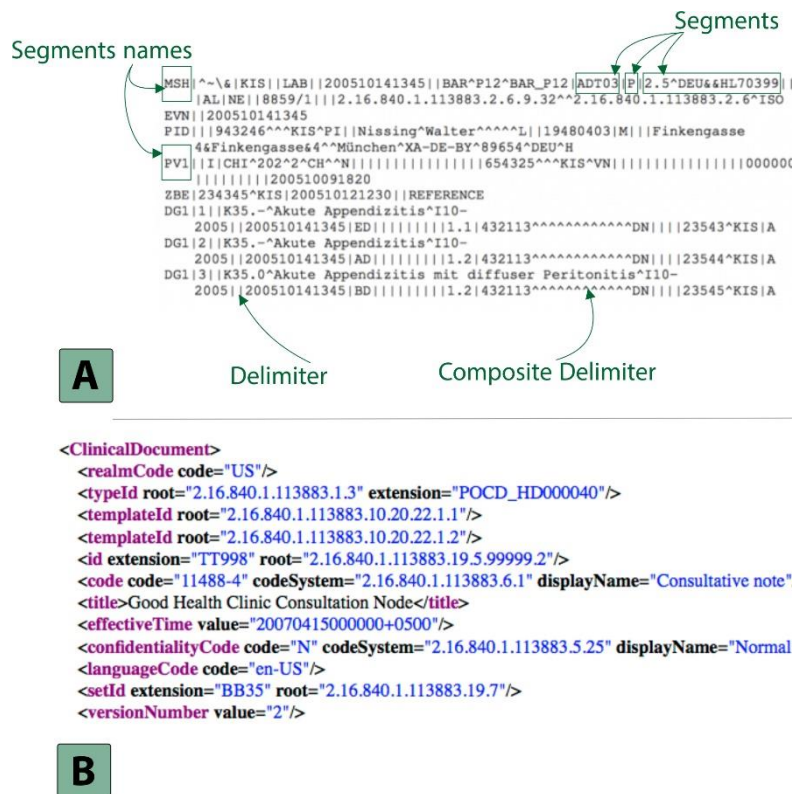 Segments
Segments names
MSH|^~\&|KIS||LAB||200510141345||BAR^P12^BAR_P12|ADT03|P|2.5^DEU&&HL70399||
|AL|NE||8859/1|||2.16.840.1.113883.2.6.9.32^^2.16.840.1.113883.2.6^ISO
EVN||200510141345
PID|||943246^^^KIS^PI||Nissing^Walter^^^^^L||19480403|M|||Finkengasse
4&Finkengasse&4^^München^XA-DE-BY^89654^DEU^H
PV1||I|CHI^202^2^CH^^N|||||||||||||||654325^^^KIS^VN|||||||||||||||000000
|||||||||200510091820
ZBE|234345^KIS|200510121230||REFERENCE
DG1|1||K35.-^Akute Appendizitis^I10-
2005||200510141345|ED|||||||||1.1|432113^^^^^^^^^^^^DN||||23543^KIS|A
DG1|2||K35.-^Akute Appendizitis^I10-
2005||200510141345|AD|||||||||1.2|432113^^^^^^^^^^^^DN||||23544^KIS|A
DG1|3||K35.0^Akute Appendizitis mit diffuser Peritonitis^I10-
2005||200510141345|BD|||||||||1.2|432113^^^^^^^^^^^^DN||||23545^KIS|A
A
Delimiter
Composite Delimiter
<ClinicalDocument>
<realmCode code="US"/>
<typeId root="2.16.840.1.113883.1.3" extension="POCD_HD000040"/>
<templateId root="2.16.840.1.113883.10.20.22.1.1"/>
<templateId root="2.16.840.1.113883.10.20.22.1.2"/>
<id extension="TT998" root="2.16.840.1.113883.19.5.99999.2"/>
<code code="11488-4" codeSystem="2.16.840.1.113883.6.1" displayName="Consultative note"
<title>Good Health Clinic Consultation Node</title>
<effectiveTime value="20070415000000+0500"/>
<confidentialityCode code="N" codeSystem="2.16.840.1.113883.5.25" displayName="Normal
<languageCode code="en-US"/>
<setId extension="BB35" root="2.16.840.1.113883.19.7"/>
<versionNumber value="2"/>
B